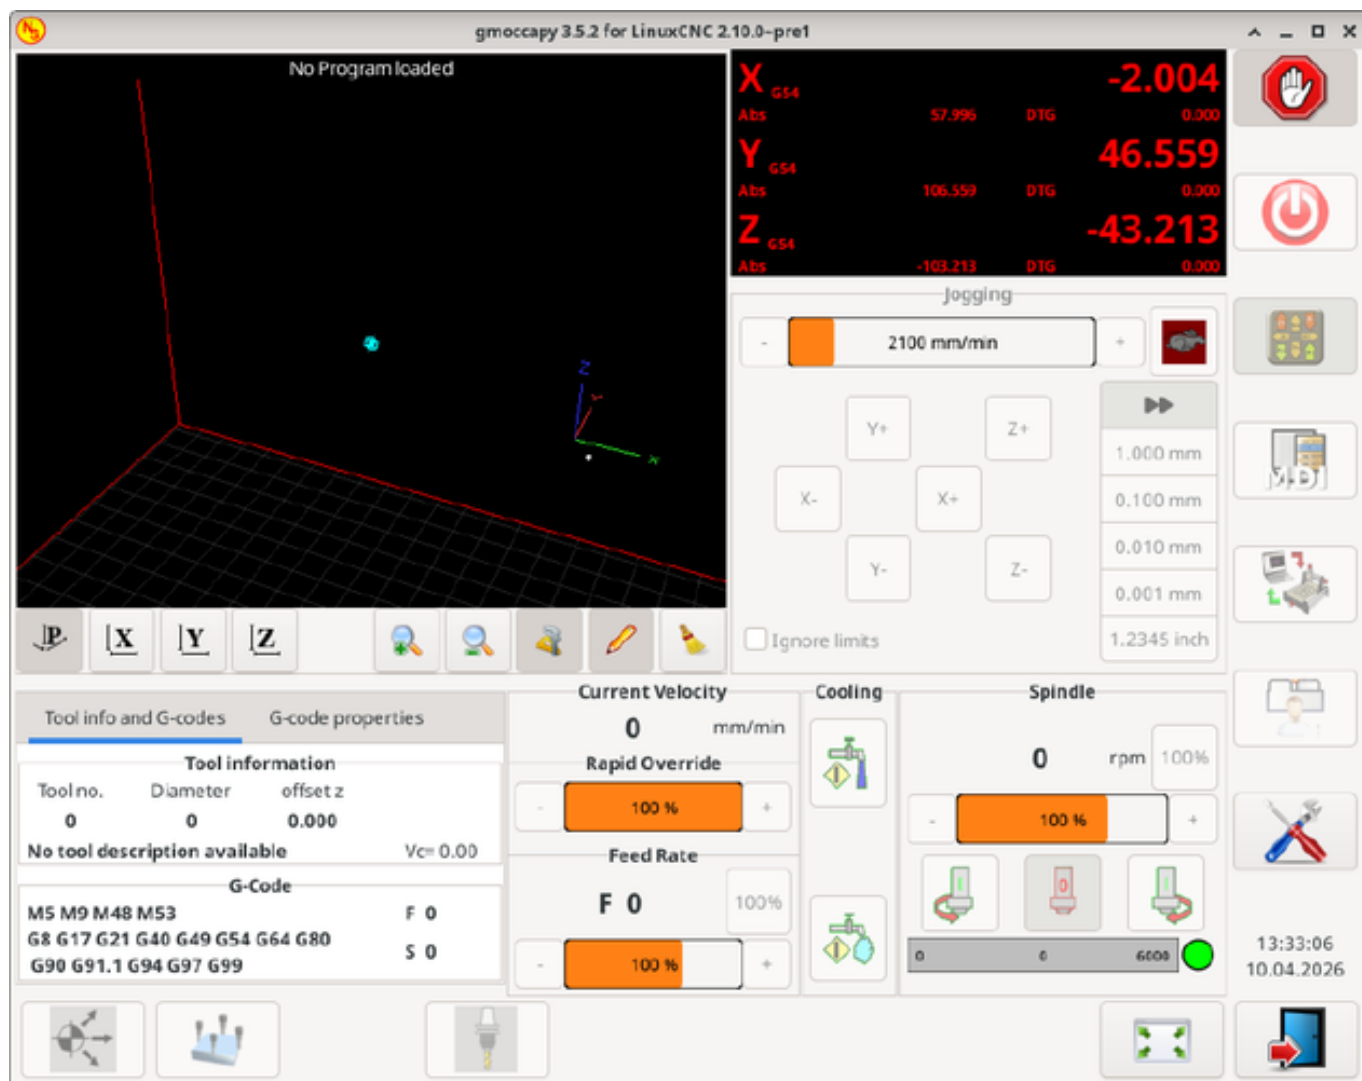 gmoccapy 3.5.2 for LinuxCNC 2.10.0~pre1
No Program loaded
X G54 -2.004
Abs 57.996 DTG 0.000
Y G54 46.559
Abs 106.559 DTG 0.000
Z G54 -43.213
Abs -103.213 DTG 0.000
Jogging
- 2100 mm/min +
Y+ Z+
X- X+
Y- Z-
1.000 mm
0.100 mm
0.010 mm
0.001 mm
1.2345 inch
Ignore limits
MDI
Z
Y
X
P X Y Z
Tool info and G-codes G-code properties
Tool information
Tool no. Diameter offset z
0 0 0.000
No tool description available Vc= 0.00
G-Code
M5 M9 M48 M53 F 0
G8 G17 G21 G40 G49 G54 G64 G80 S 0
G90 G91.1 G94 G97 G99
Current Velocity
0 mm/min
Rapid Override
- 100 % +
Feed Rate
F 0 100%
- 100 % +
Cooling
Spindle
0 rpm 100%
- 100 % +
1 0 1
0 0 6000
13:33:06
10.04.2026